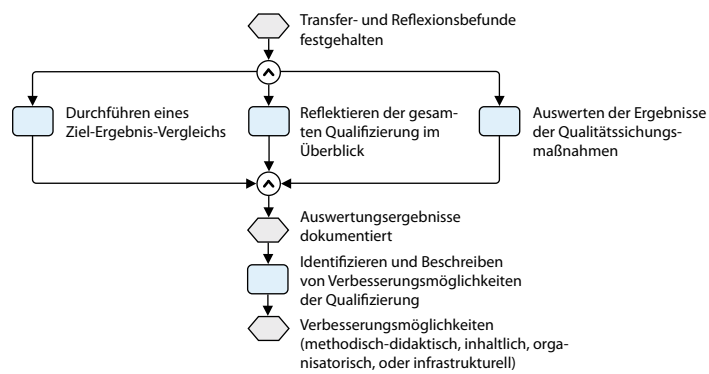 Transfer- und Reflexionsbefunde
festgehalten
Durchführen eines
Ziel-Ergebnis-Vergleichs
Reflektieren der gesam-
ten Qualifizierung im
Überblick
Auswerten der Ergebnisse
der Qualitätssichungs-
maßnahmen
Auswertungsergebnisse
dokumentiert
Identifizieren und Beschreiben
von Verbesserungsmöglichkeiten
der Qualifizierung
Verbesserungsmöglichkeiten
(methodisch-didaktisch, inhaltlich, orga-
nisatorisch, oder infrastrukturell)